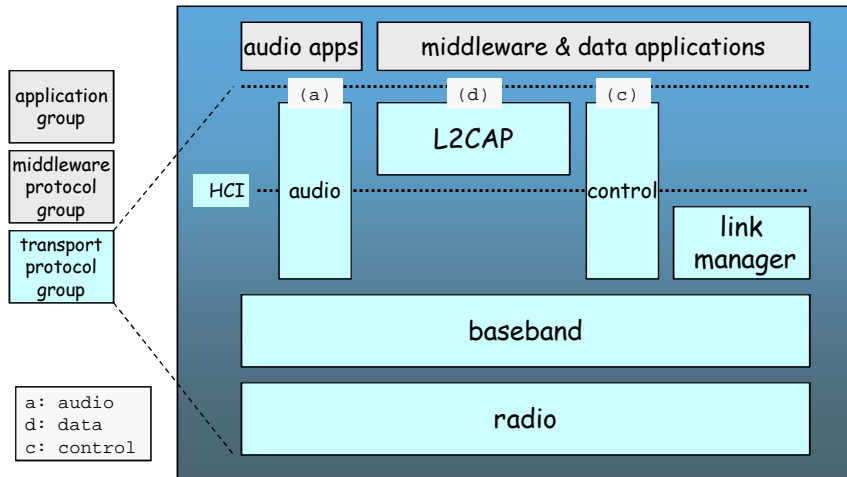 audio apps
middleware & data applications
application
group
middleware
protocol
group
transport
protocol
group
(a)
(d)
(c)
L2CAP
HCI
audio
control
link
manager
baseband
radio
a: audio
d: data
c: control